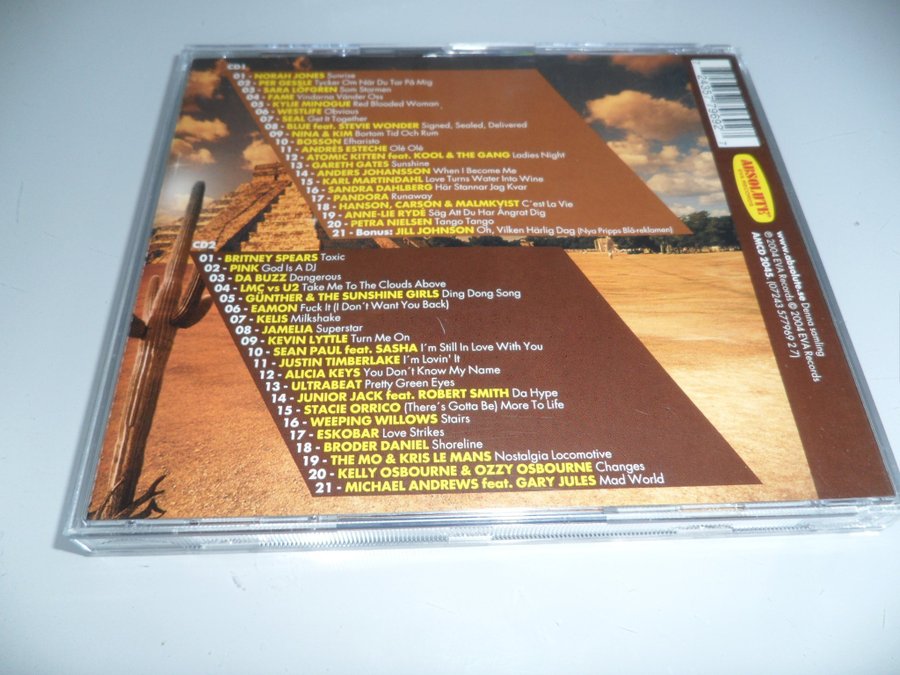 CD1
01 - NORAH JONES Sunrise
02 - PER GESSLE Tycker Om När Du Tar På Mig
03 - SARA LÖFGREN Som Stormen
04 - FAME Vindarna Vänder Oss
05 - KYLIE MINOGUE Red Blooded Woman
06 - WESTLIFE Obvious
07 - SEAL Get It Together
08 - BLUE feat. STEVIE WONDER Signed, Sealed, Delivered
09 - NINA & KIM Bortom Tid Och Rum
10 - BOSSON Efharisto
11 - ANDRÉS ESTECHE Olé Olé
12 - ATOMIC KITTEN feat. KOOL & THE GANG Ladies Night
13 - GARETH GATES Sunshine
14 - ANDERS JOHANSSON When I Become Me
15 - KARL MARTINDAHL Love Turns Water Into Wine
16 - SANDRA DAHLBERG Här Stannar Jag Kvar
17 - PANDORA Runaway
18 - HANSON, CARSON & MALMKVIST C'est La Vie
19 - ANNE-LIE RYDÉ Säg Att Du Har Ångrat Dig
20 - PETRA NIELSEN Tango Tango
21 - Bonus: JILL JOHNSON Oh, Vilken Härlig Dag (Nya Pripps Blå-reklamen)
CD2
01 - BRITNEY SPEARS Toxic
02 - PINK God Is A DJ
03 - DA BUZZ Dangerous
04 - LMC vs U2 Take Me To The Clouds Above
05 - GÜNTHER & THE SUNSHINE GIRLS Ding Dong Song
06 - EAMON Fuck It (I Don't Want You Back)
07 - KELIS Milkshake
08 - JAMELIA Superstar
09 - KEVIN LYTTLE Turn Me On
10 - SEAN PAUL feat. SASHA I'm Still In Love With You
11 - JUSTIN TIMBERLAKE I'm Lovin' It
12 - ALICIA KEYS You Don't Know My Name
13 - ULTRABEAT Pretty Green Eyes
14 - JUNIOR JACK feat. ROBERT SMITH Da Hype
15 - STACIE ORRICO (There's Gotta Be) More To Life
16 - WEEPING WILLOWS Stairs
17 - ESKOBAR Love Strikes
18 - BRODER DANIEL Shoreline
19 - THE MO & KRIS LE MANS Nostalgia Locomotive
20 - KELLY OSBOURNE & OZZY OSBOURNE Changes
21 - MICHAEL ANDREWS feat. GARY JULES Mad World
ABSOLUTE
www.absolute.se Denna samling
℗ 2004 EVA Records © 2004 EVA Records
AMCD 2045 (07243 577969 2 7)